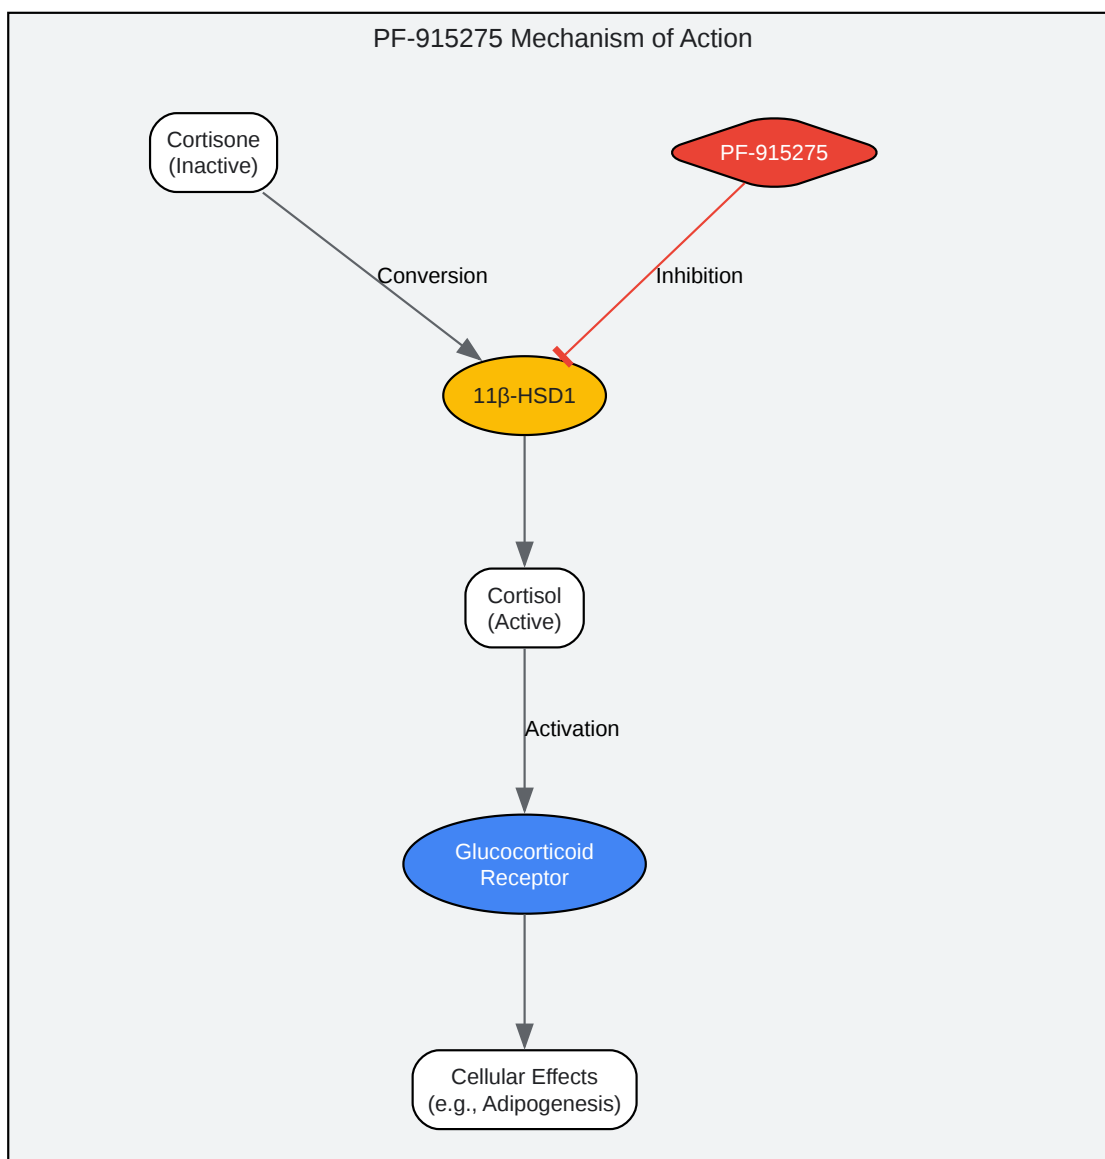 PF-915275 Mechanism of Action
Cortisone
(Inactive)
PF-915275
Conversion
Inhibition
11β-HSD1
Cortisol
(Active)
Activation
Glucocorticoid
Receptor
Cellular Effects
(e.g., Adipogenesis)